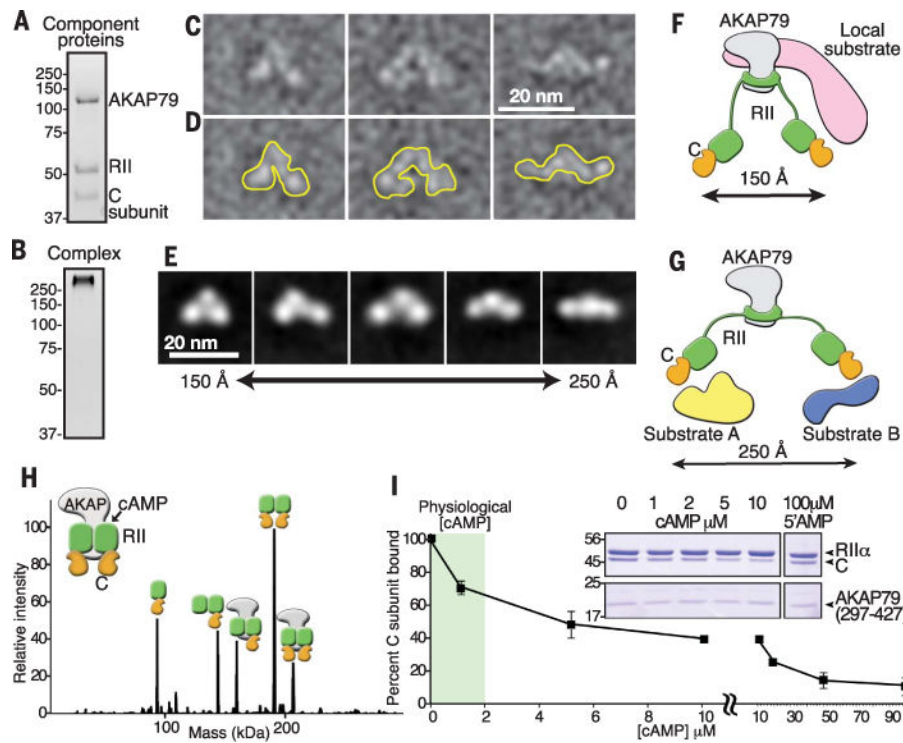 A
Component
proteins
250-
150-
100-
75-
50-
37-
AKAP79
RII
C
subunit
B
Complex
250-
150-
100-
75-
50-
37-
C
20 nm
D
E
20 nm
150 Å
250 Å
F
AKAP79
Local
substrate
RII
C
150 Å
G
AKAP79
RII
C
Substrate A
Substrate B
250 Å
H
AKAP
cAMP
RII
C
Relative intensity
100
80
60
40
20
0
100
200
Mass (kDa)
I
Physiological
[cAMP]
Percent C subunit bound
100
80
60
40
20
0
0 2 4 6 8 10 10 30 50 70 90
[cAMP] µM
0 1 2 5 10 100µM
cAMP µM 5'AMP
56
45
RIIα
C
25
17
AKAP79
(297-427)